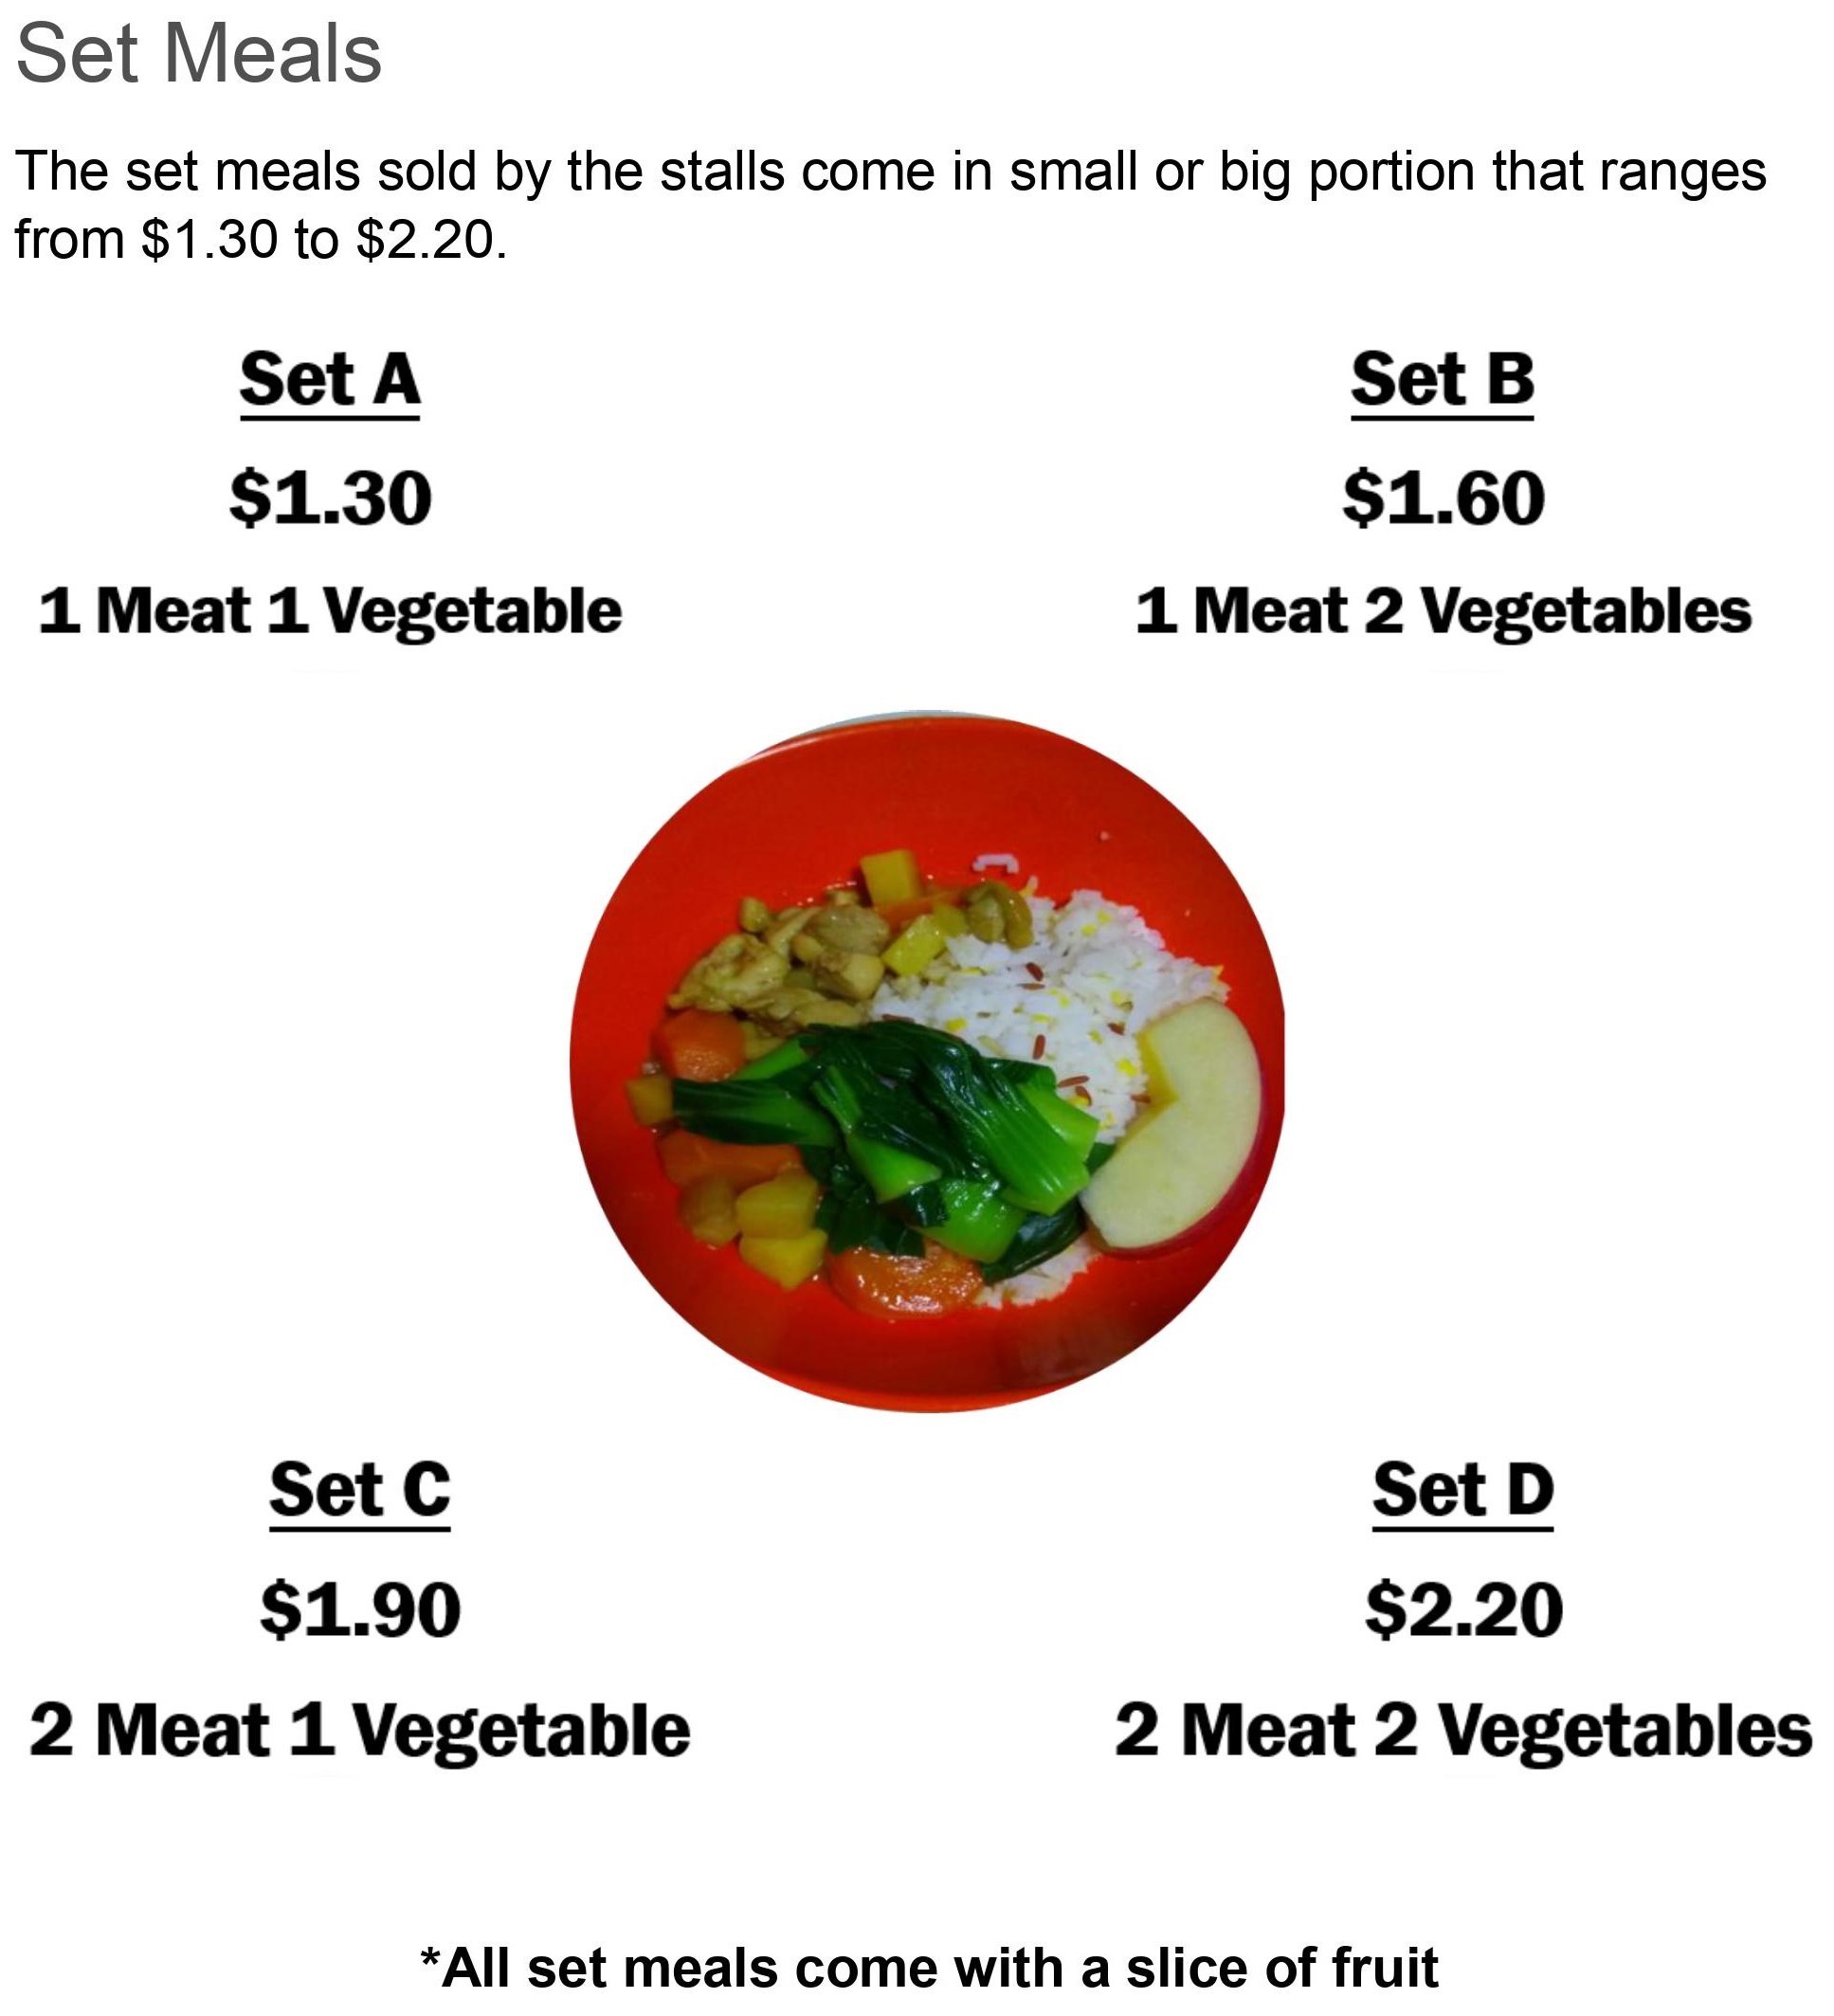 Set Meals
The set meals sold by the stalls come in small or big portion that ranges
from $1.30 to $2.20.
Set A
$1.30
1 Meat 1 Vegetable
Set B
$1.60
1 Meat 2 Vegetables
Set C
$1.90
2 Meat 1 Vegetable
Set D
$2.20
2 Meat 2 Vegetables
*All set meals come with a slice of fruit